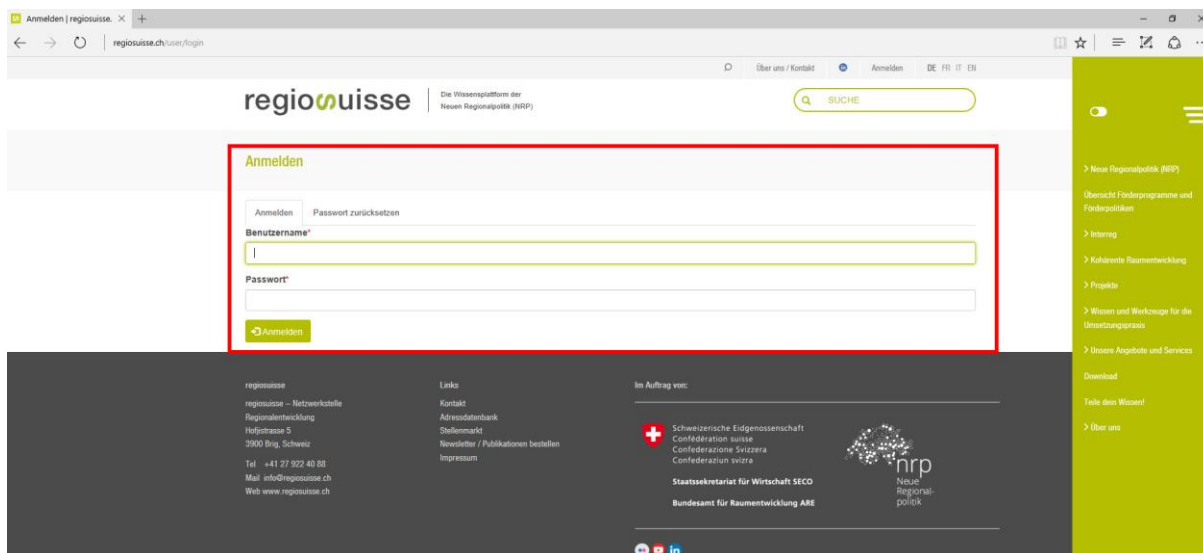 Anmelden | regiosuisse.
regiosuisse.ch/user/login
Über uns / Kontakt
in
Anmelden
DE FR IT EN
regiosuisse
Die Wissensplattform der
Neuen Regionalpolitik (NRP)
SUCHE
Anmelden
Anmelden
Passwort zurücksetzen
Benutzername*
Passwort*
Anmelden
> Neue Regionalpolitik (NRP)
Übersicht Förderprogramme und
Förderpolitiken
> Interreg
> Kohärente Raumentwicklung
> Projekte
> Wissen und Werkzeuge für die
Umsetzungspraxis
> Unsere Angebote und Services
Download
Teile dein Wissen!
> Über uns
regiosuisse
regiosuisse – Netzwerkstelle
Regionalentwicklung
Hofjistrasse 5
3900 Brig, Schweiz
Tel +41 27 922 40 88
Mail info@regiosuisse.ch
Web www.regiosuisse.ch
Links
Kontakt
Adressdatenbank
Stellenmarkt
Newsletter / Publikationen bestellen
Impressum
Im Auftrag von:
Schweizerische Eidgenossenschaft
Confédération suisse
Confederazione Svizzera
Confederaziun svizra
Staatssekretariat für Wirtschaft SECO
Bundesamt für Raumentwicklung ARE
nrp
Neue
Regional-
politik
in